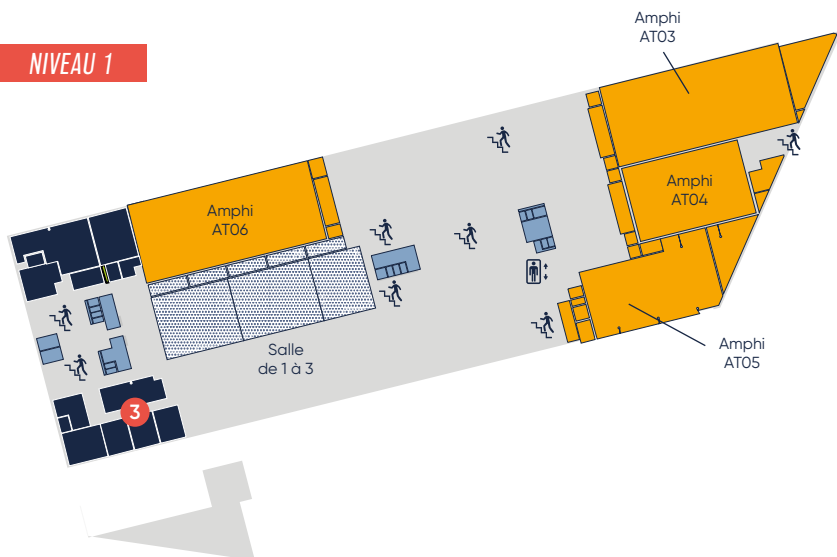 NIVEAU 1
Amphi
AT03
Amphi
AT04
Amphi
AT06
Salle
de 1 à 3
Amphi
AT05
3